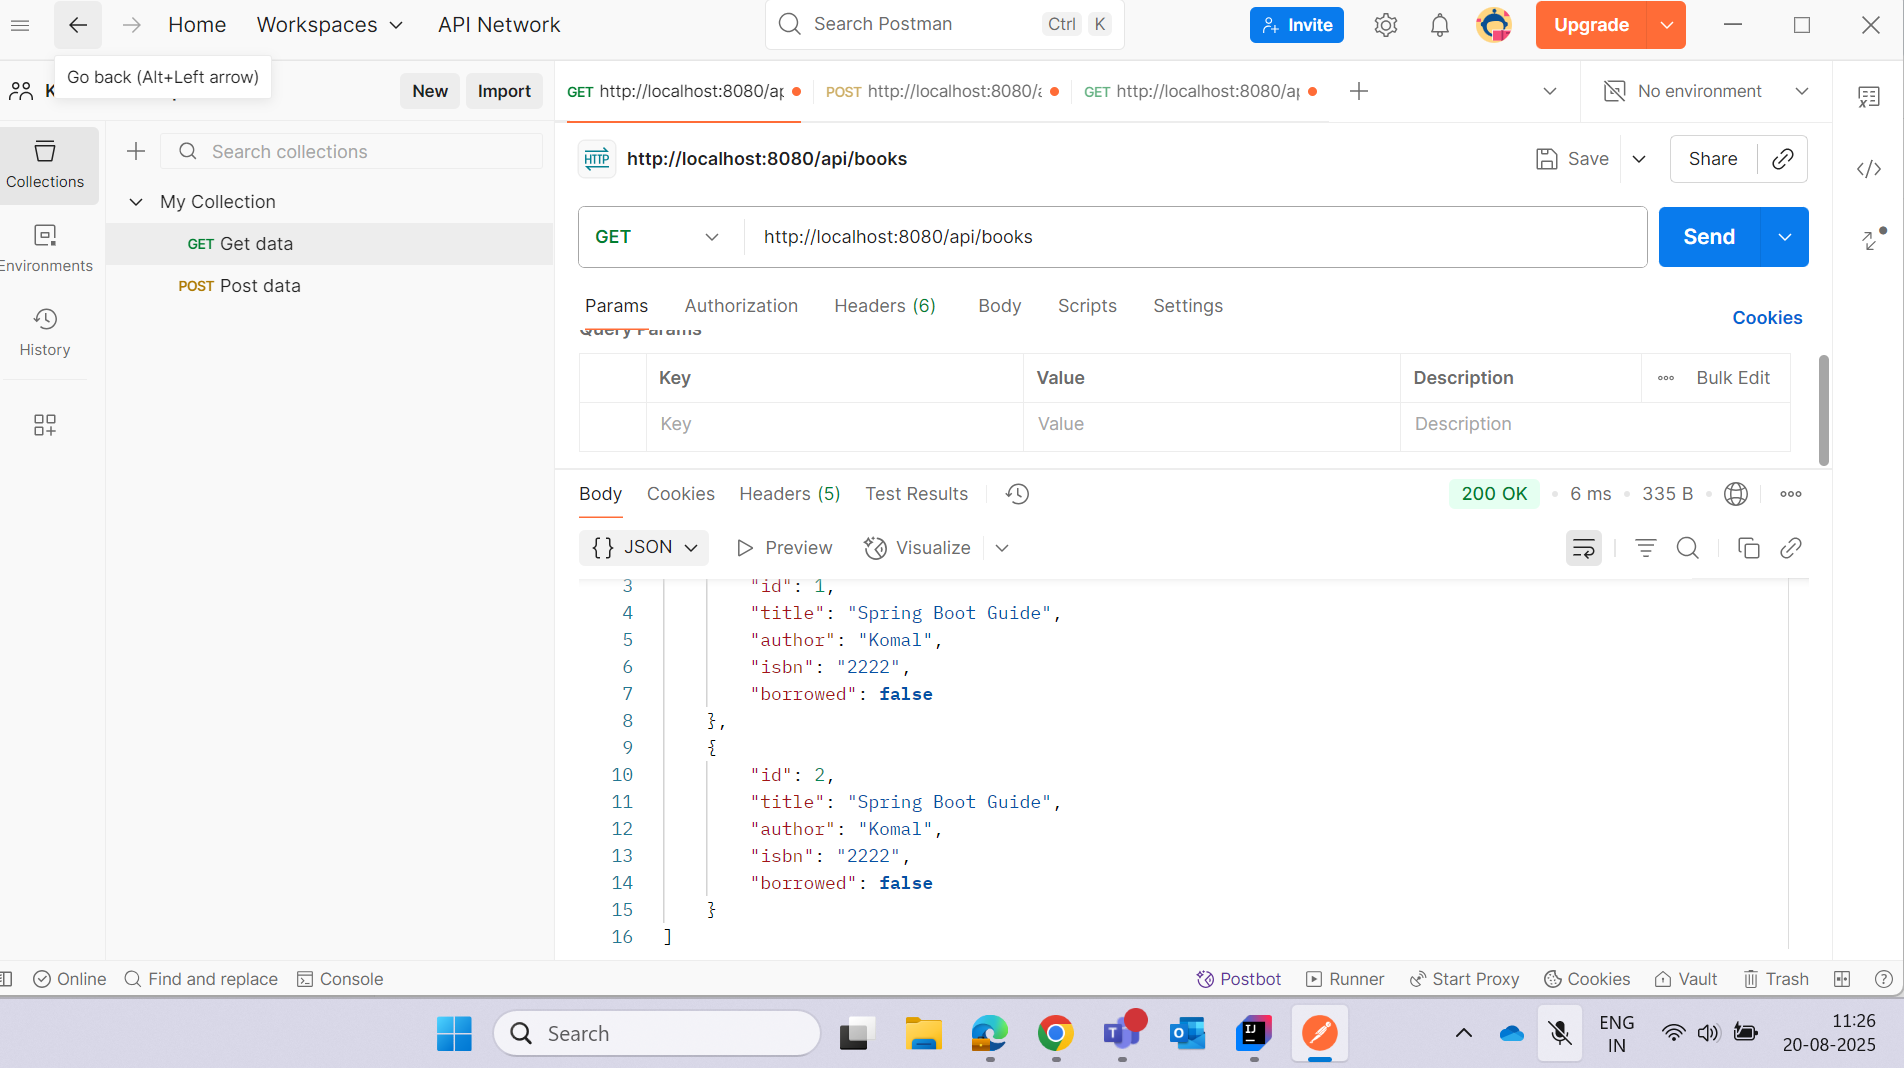 Home
Workspaces
API Network
Search Postman
Ctrl
K
Invite
Upgrade
Go back (Alt+Left arrow)
New
Import
GET http://localhost:8080/ap
POST http://localhost:8080/a
GET http://localhost:8080/ap
No environment
Collections
Environments
History
Search collections
My Collection
GET Get data
POST Post data
HTTP
http://localhost:8080/api/books
Save
Share
GET
http://localhost:8080/api/books
Send
Params
Authorization
Headers (6)
Body
Scripts
Settings
Cookies
Query Params
Key
Value
Description
Bulk Edit
Key
Value
Description
Body
Cookies
Headers (5)
Test Results
200 OK
6 ms
335 B
{} JSON
Preview
Visualize
3 "id": 1,
4 "title": "Spring Boot Guide",
5 "author": "Komal",
6 "isbn": "2222",
7 "borrowed": false
8 },
9 {
10 "id": 2,
11 "title": "Spring Boot Guide",
12 "author": "Komal",
13 "isbn": "2222",
14 "borrowed": false
15 }
16 ]
Online
Find and replace
Console
Postbot
Runner
Start Proxy
Cookies
Vault
Trash
Search
ENG
IN
11:26
20-08-2025